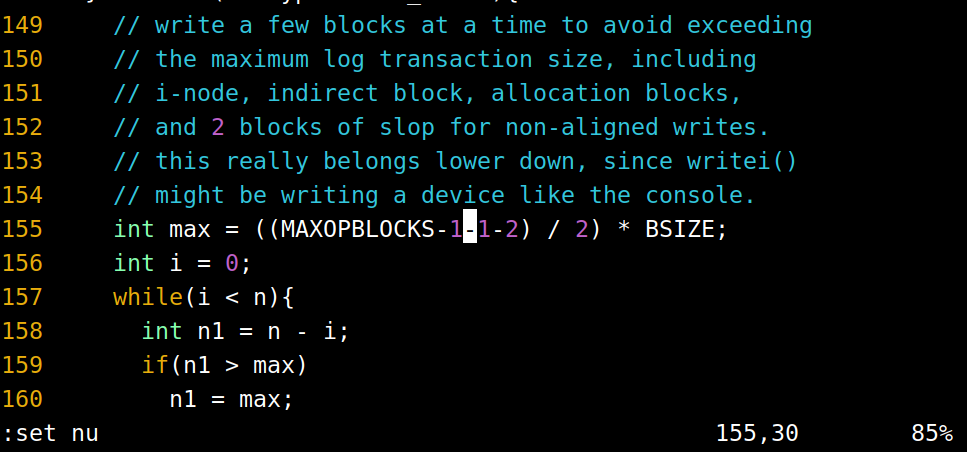 149     // write a few blocks at a time to avoid exceeding
150     // the maximum log transaction size, including
151     // i-node, indirect block, allocation blocks,
152     // and 2 blocks of slop for non-aligned writes.
153     // this really belongs lower down, since writei()
154     // might be writing a device like the console.
155     int max = ((MAXOPBLOCKS-1-1-2) / 2) * BSIZE;
156     int i = 0;
157     while(i < n){
158       int n1 = n - i;
159       if(n1 > max)
160         n1 = max;
:set nu                                            155,30        85%